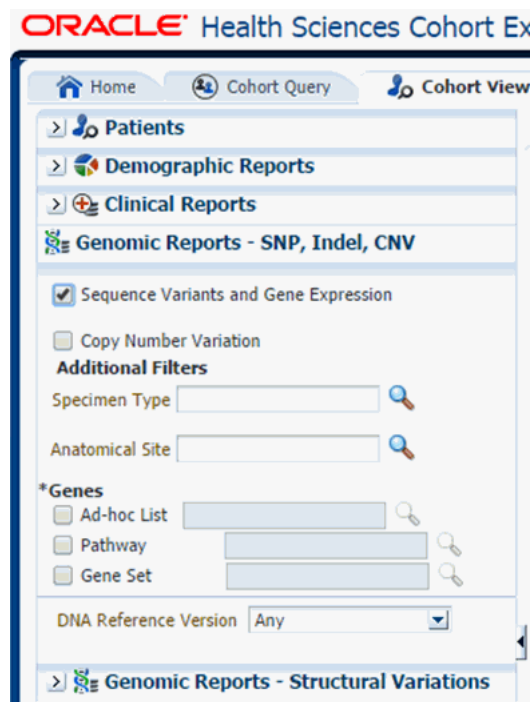 ORACLE Health Sciences Cohort Ex
Home Cohort Query Cohort View
Patients
Demographic Reports
Clinical Reports
Genomic Reports - SNP, Indel, CNV
Sequence Variants and Gene Expression
Copy Number Variation
Additional Filters
Specimen Type
Anatomical Site
*Genes
Ad-hoc List
Pathway
Gene Set
DNA Reference Version Any
Genomic Reports - Structural Variations